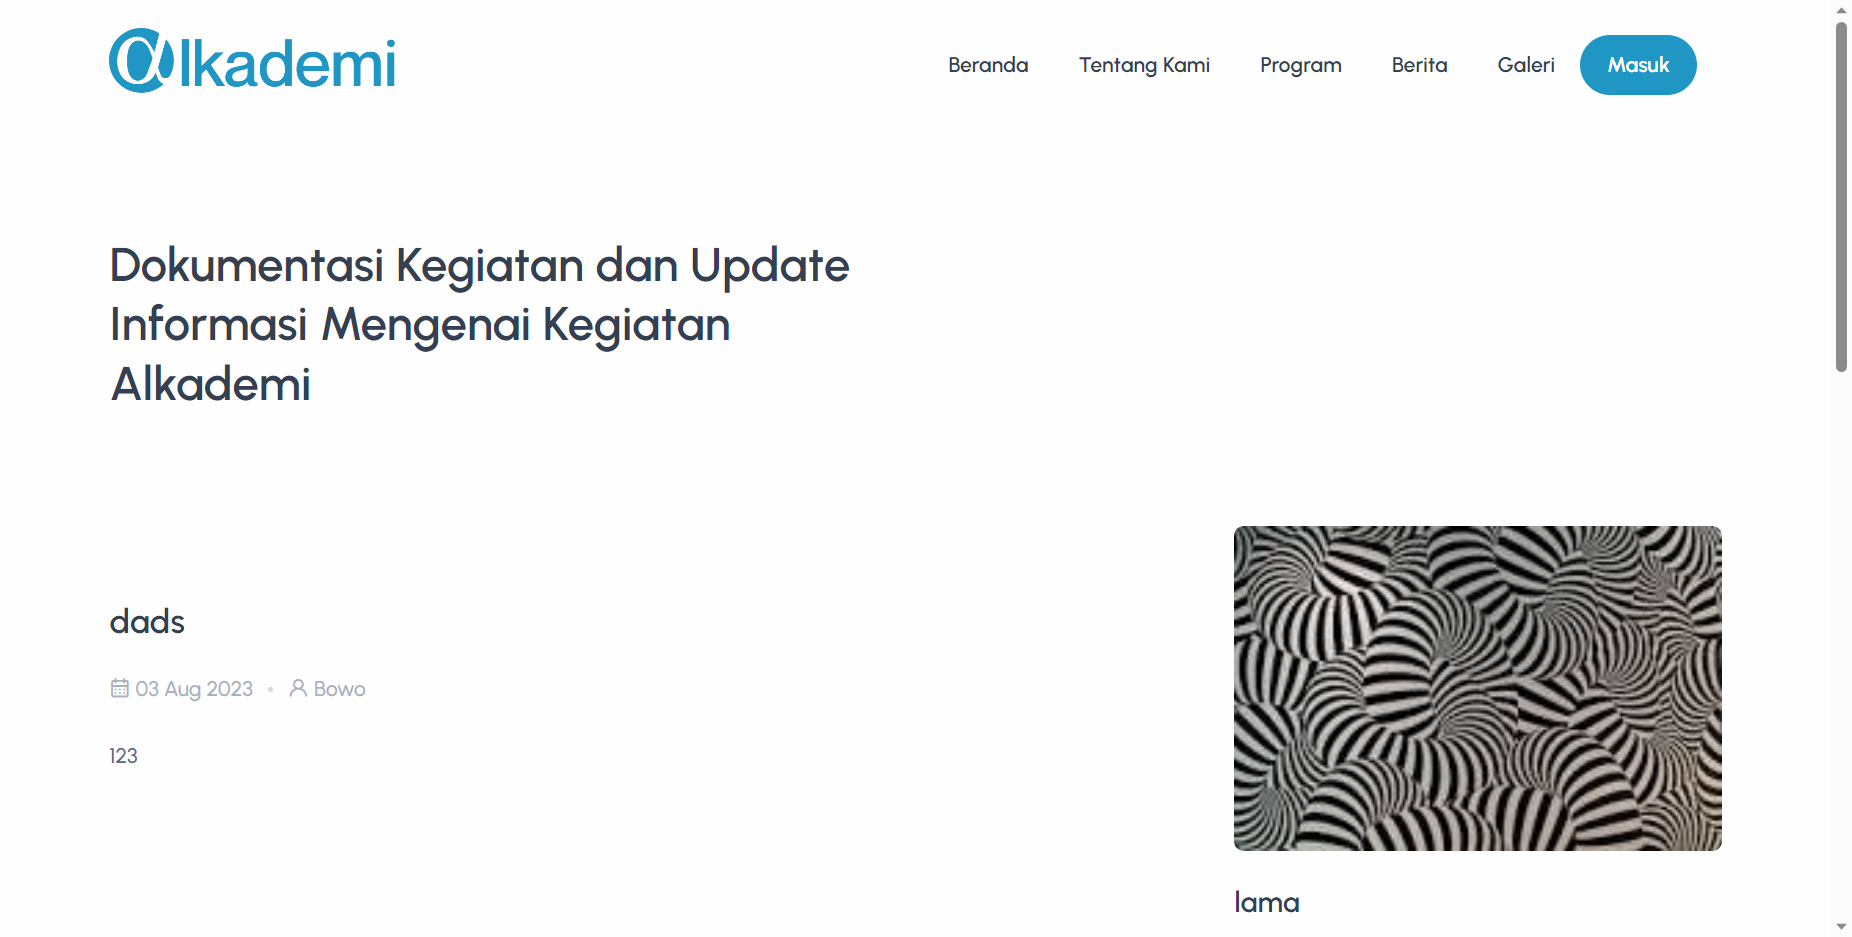 αlkademi
Beranda
Tentang Kami
Program
Berita
Galeri
Masuk
Dokumentasi Kegiatan dan Update
Informasi Mengenai Kegiatan
Alkademi
dads
03 Aug 2023 • Bowo
123
lama